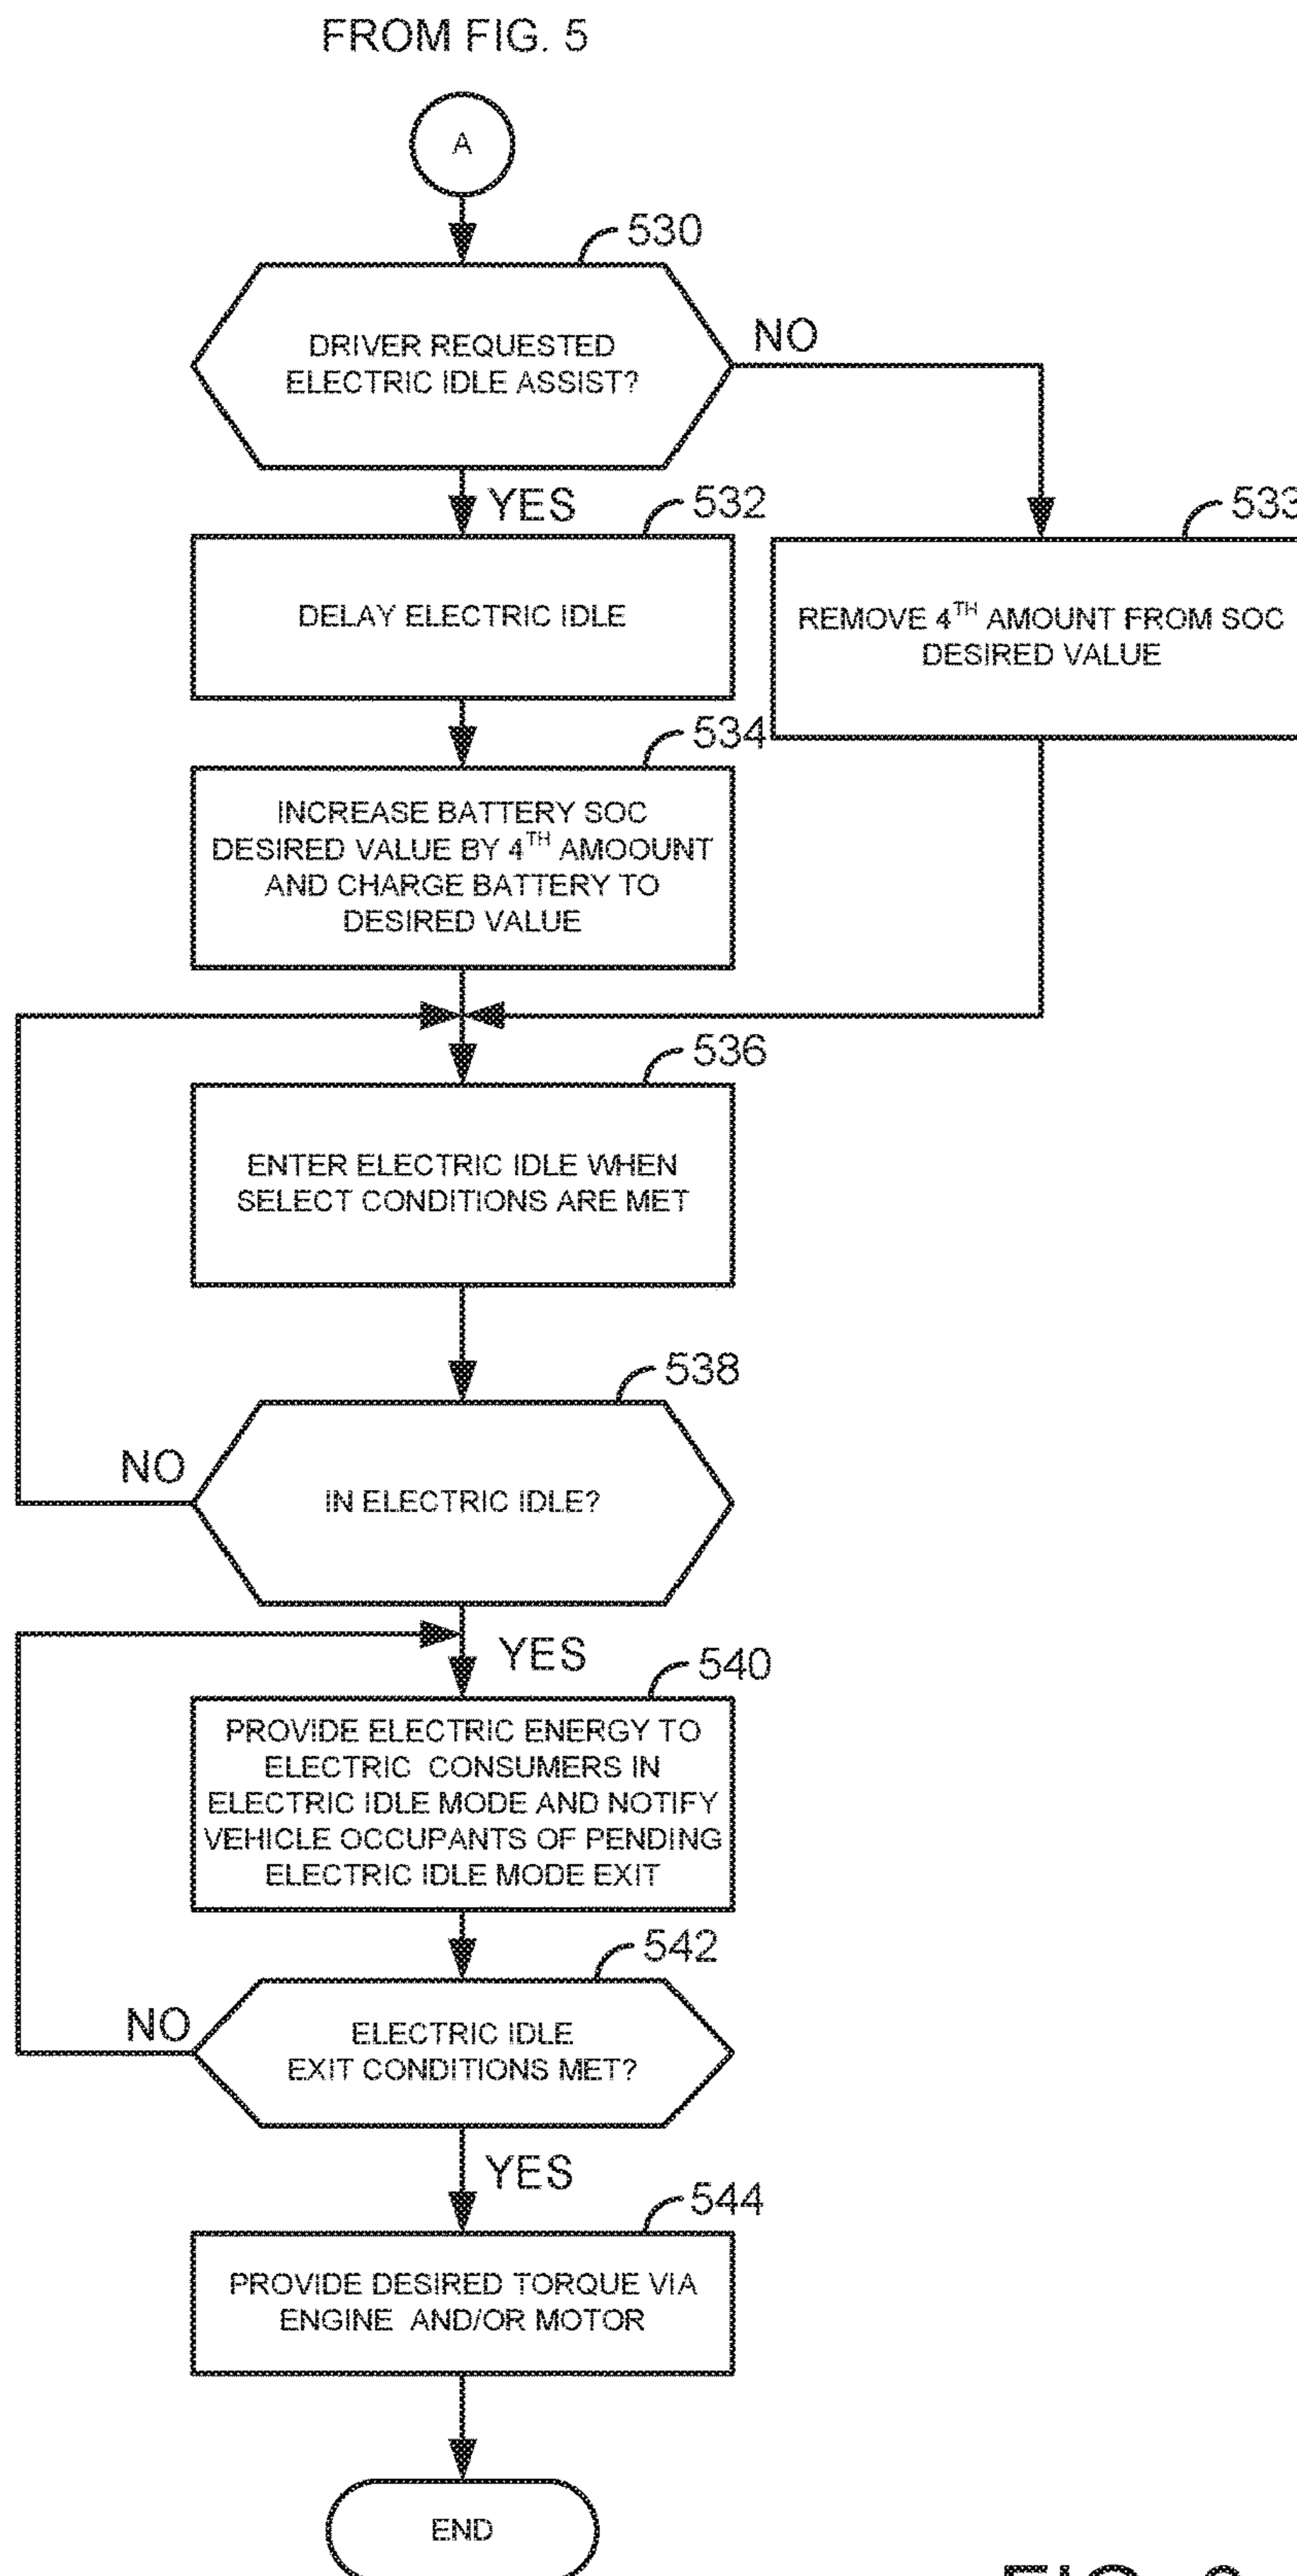 FROM FIG. 5
A
530
DRIVER REQUESTED
ELECTRIC IDLE ASSIST?
NO
YES
532
533
DELAY ELECTRIC IDLE
REMOVE 4TH AMOUNT FROM SOC
DESIRED VALUE
534
INCREASE BATTERY SOC
DESIRED VALUE BY 4TH AMOOUNT
AND CHARGE BATTERY TO
DESIRED VALUE
536
ENTER ELECTRIC IDLE WHEN
SELECT CONDITIONS ARE MET
538
NO
IN ELECTRIC IDLE?
YES
540
PROVIDE ELECTRIC ENERGY TO
ELECTRIC CONSUMERS IN
ELECTRIC IDLE MODE AND NOTIFY
VEHICLE OCCUPANTS OF PENDING
ELECTRIC IDLE MODE EXIT
542
NO
ELECTRIC IDLE
EXIT CONDITIONS MET?
YES
544
PROVIDE DESIRED TORQUE VIA
ENGINE AND/OR MOTOR
END